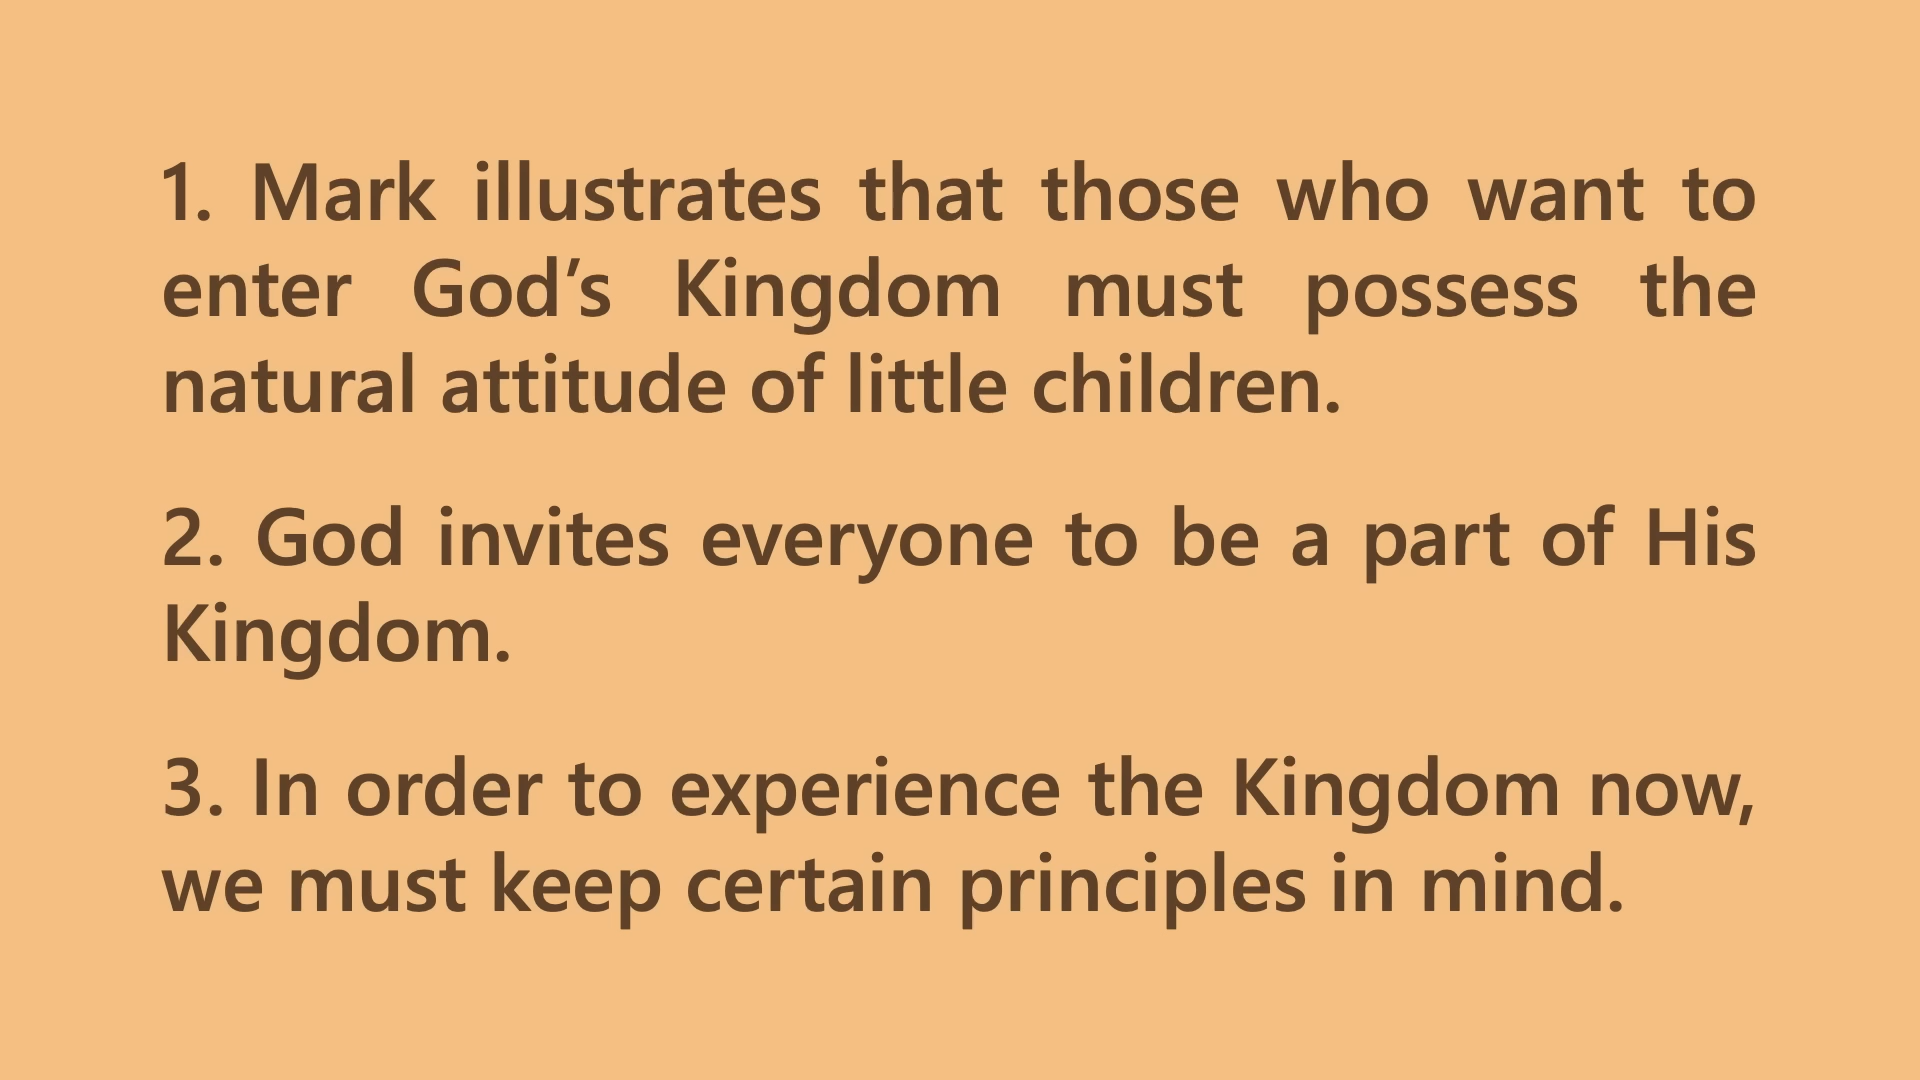 1. Mark illustrates that those who want to
enter God’s Kingdom must possess the
natural attitude of little children.
2. God invites everyone to be a part of His
Kingdom.
3. In order to experience the Kingdom now,
we must keep certain principles in mind.